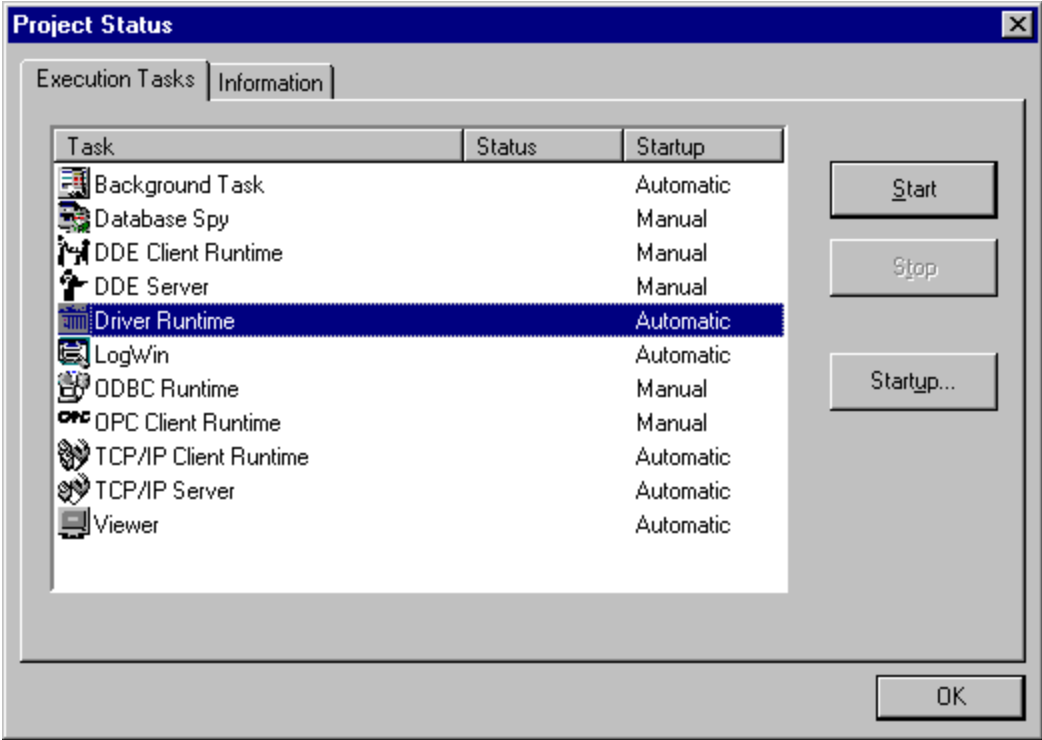 Project Status
Execution Tasks Information
Task Status Startup
Background Task Automatic
Database Spy Manual
DDE Client Runtime Manual
DDE Server Manual
Driver Runtime Automatic
LogWin Automatic
ODBC Runtime Manual
OPC OPC Client Runtime Manual
TCP/IP Client Runtime Automatic
TCP/IP Server Automatic
Viewer Automatic
Start
Stop
Startup...
OK